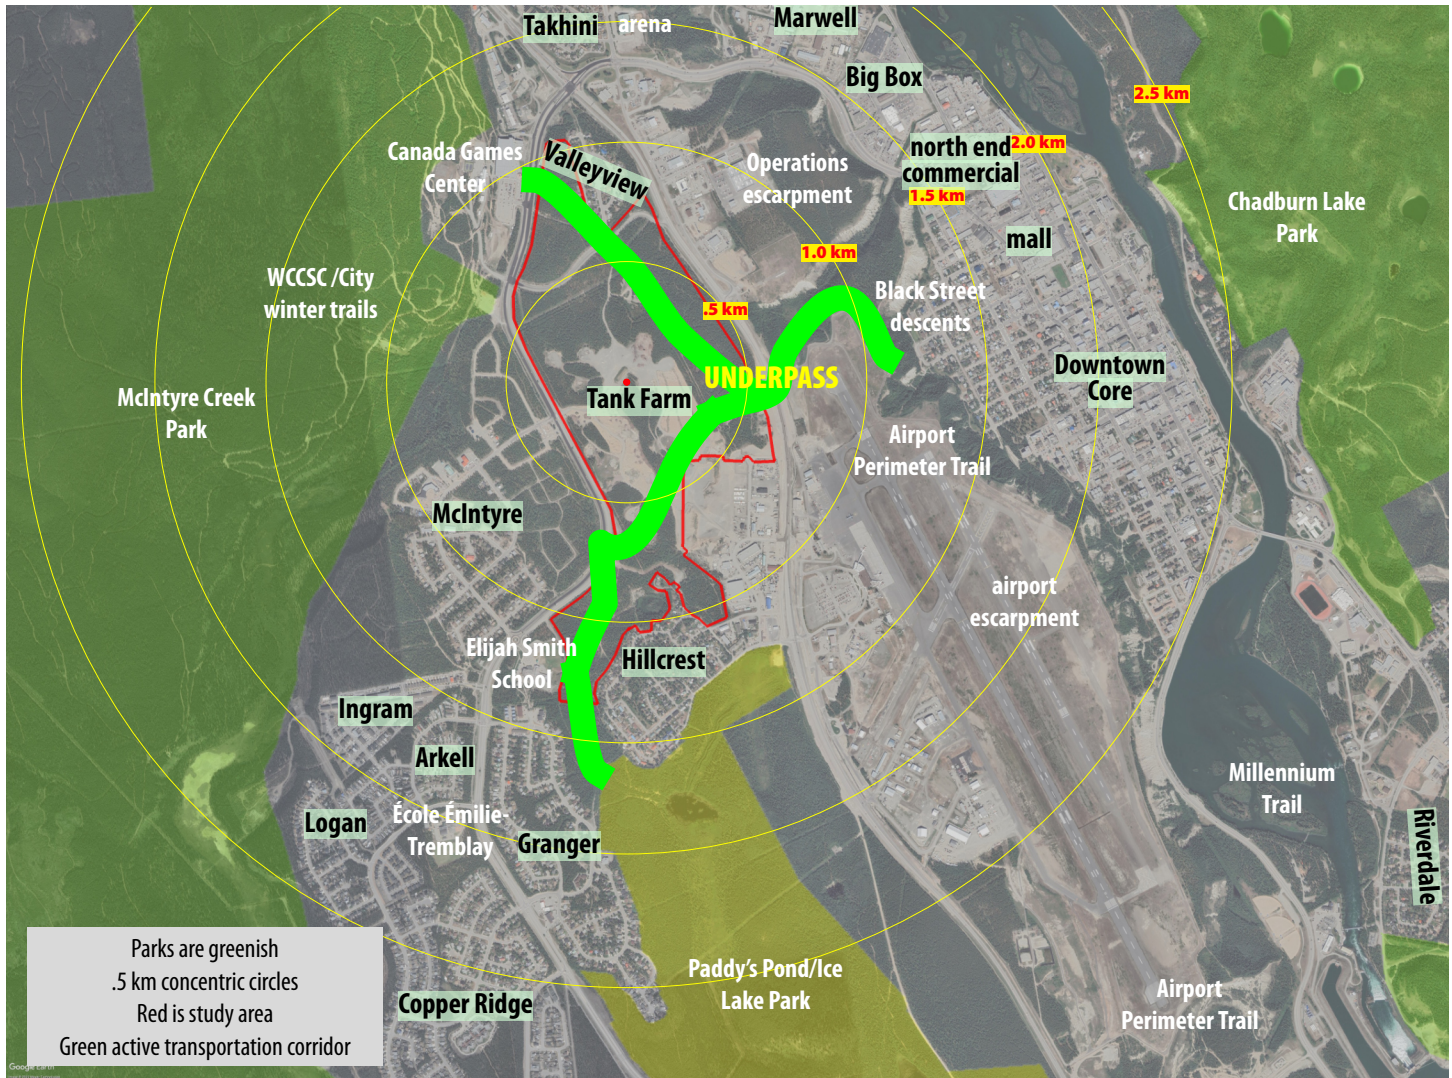 Takhini
arena
Marwell
Big Box
2.5 km
Canada Games
Center
Valleyview
Operations
escarpment
north end
commercial
2.0 km
1.5 km
Chadburn Lake
Park
mall
1.0 km
WCCSC /City
winter trails
.5 km
Black Street
descents
McIntyre Creek
Park
Tank Farm
UNDERPASS
Downtown
Core
Airport
Perimeter Trail
McIntyre
airport
escarpment
Elijah Smith
School
Hillcrest
Ingram
Arkell
Logan
École Émilie-
Tremblay
Granger
Millennium
Trail
Riverdale
Paddy's Pond/Ice
Lake Park
Copper Ridge
Airport
Perimeter Trail
Parks are greenish
.5 km concentric circles
Red is study area
Green active transportation corridor
Google Earth